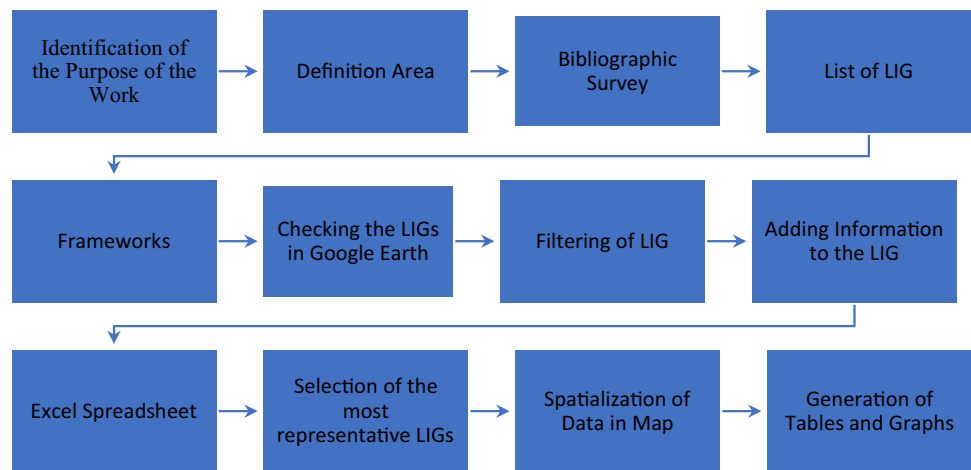 Identification of
the Purpose of the
Work
Definition Area
Bibliographic
Survey
List of LIG
Frameworks
Checking the LIGs
in Google Earth
Filtering of LIG
Adding Information
to the LIG
Excel Spreadsheet
Selection of the
most
representative LIGs
Spatialization of
Data in Map
Generation of
Tables and Graphs